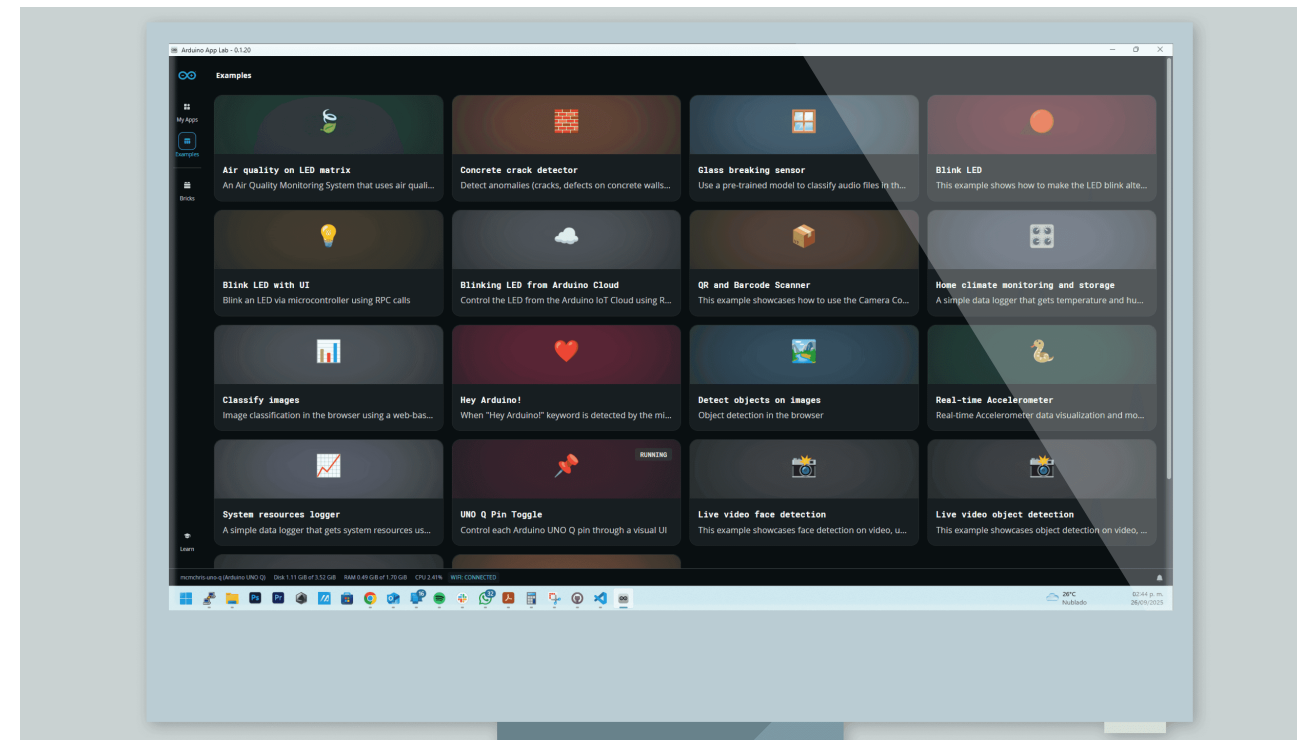 Arduino App Lab - 0.1.20
Examples
My Apps
Examples
Bricks
Learn
Air quality on LED matrix
An Air Quality Monitoring System that uses air quali...
Concrete crack detector
Detect anomalies (cracks, defects on concrete walls...
Glass breaking sensor
Use a pre-trained model to classify audio files in th...
Blink LED
This example shows how to make the LED blink alte...
Blink LED with UI
Blink an LED via microcontroller using RPC calls
Blinking LED from Arduino Cloud
Control the LED from the Arduino IoT Cloud using R...
QR and Barcode Scanner
This example showcases how to use the Camera Co...
Home climate monitoring and storage
A simple data logger that gets temperature and hu...
Classify images
Image classification in the browser using a web-bas...
Hey Arduino!
When "Hey Arduino!" keyword is detected by the mi...
Detect objects on images
Object detection in the browser
Real-time Accelerometer
Real-time Accelerometer data visualization and mo...
System resources logger
A simple data logger that gets system resources us...
RUNNING
UNO Q Pin Toggle
Control each Arduino UNO Q pin through a visual UI
Live video face detection
This example showcases face detection on video, u...
Live video object detection
This example showcases object detection on video, ...
mcmchris-uno-q (Arduino UNO Q) Disk 1.11 GiB of 3.52 GiB RAM 0.49 GiB of 1.70 GiB CPU 2.41% WIFI: CONNECTED
Ps
Pr
26°C
Nublado
02:44 p. m.
26/09/2025